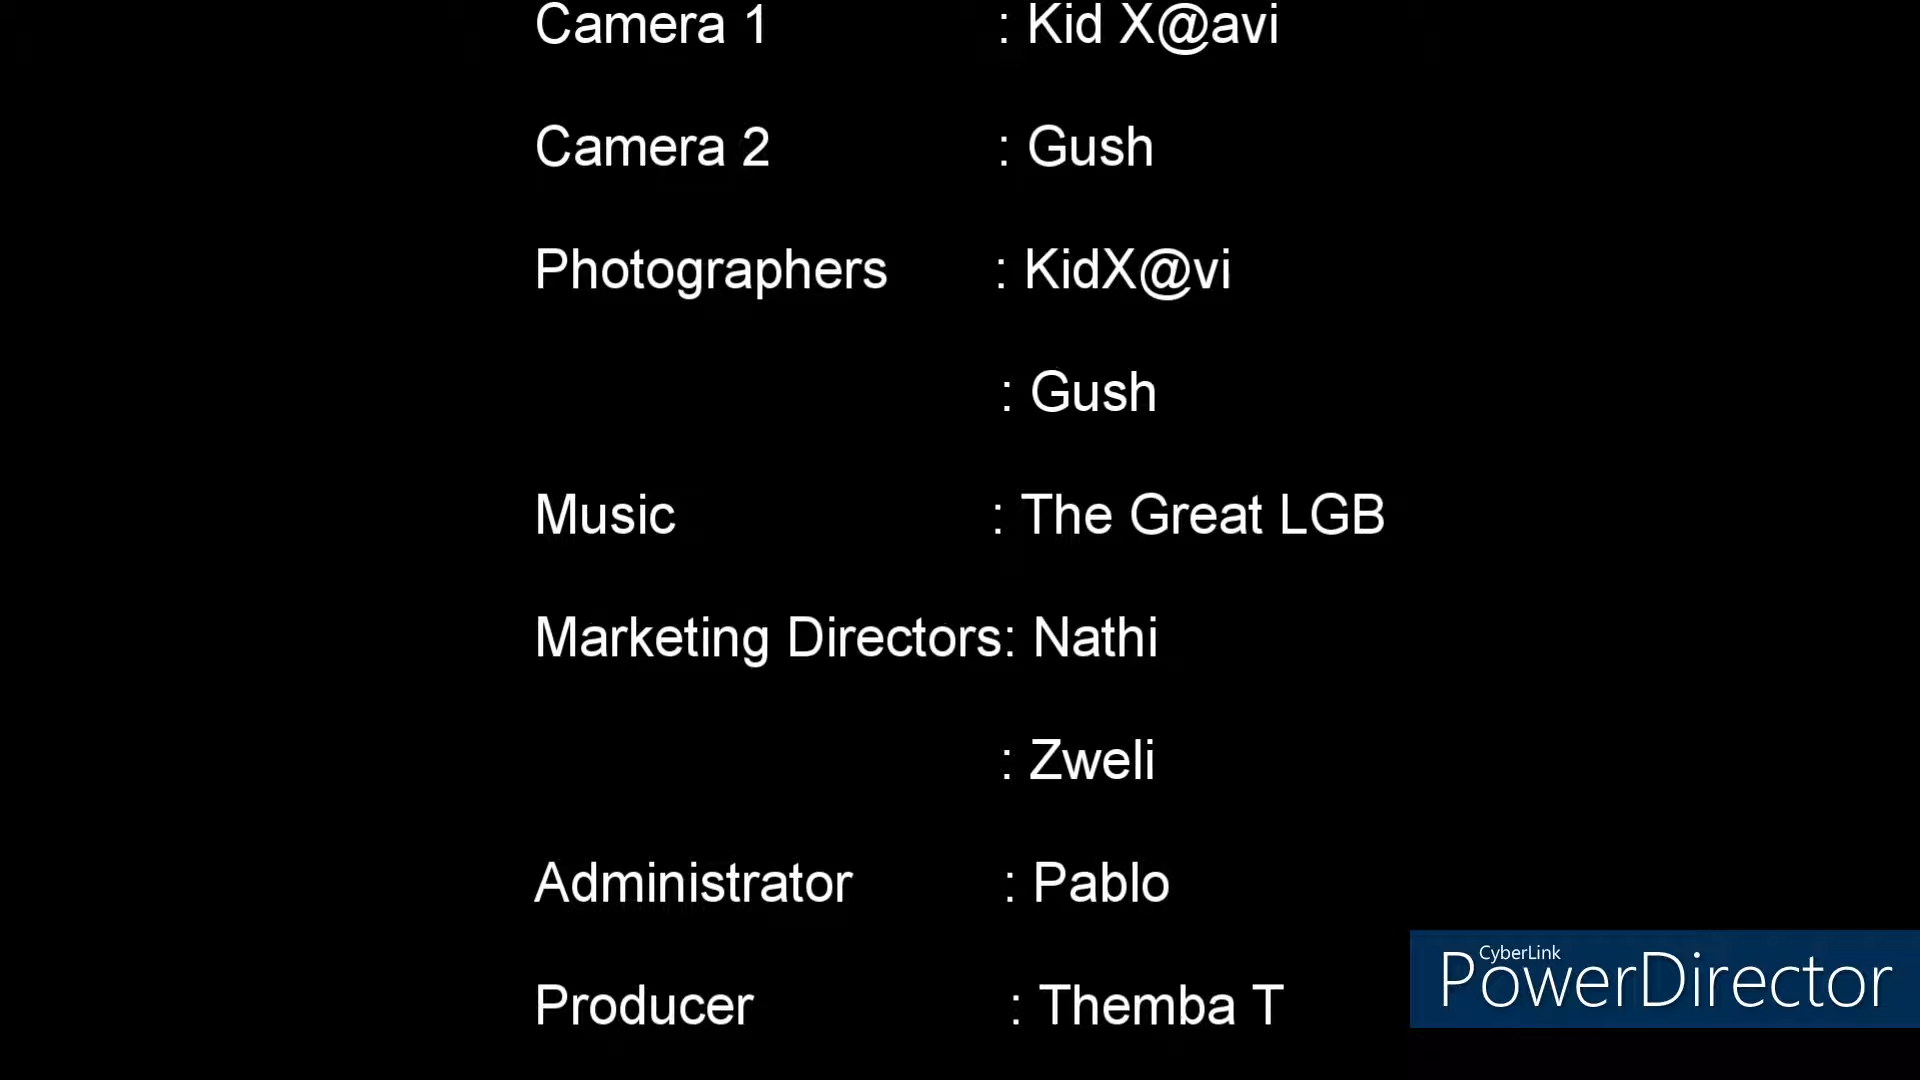 Camera 1 : Kid X@avi
Camera 2 : Gush
Photographers : KidX@vi
: Gush
Music : The Great LGB
Marketing Directors: Nathi
: Zweli
Administrator : Pablo
Producer : Themba T
CyberLink
PowerDirector